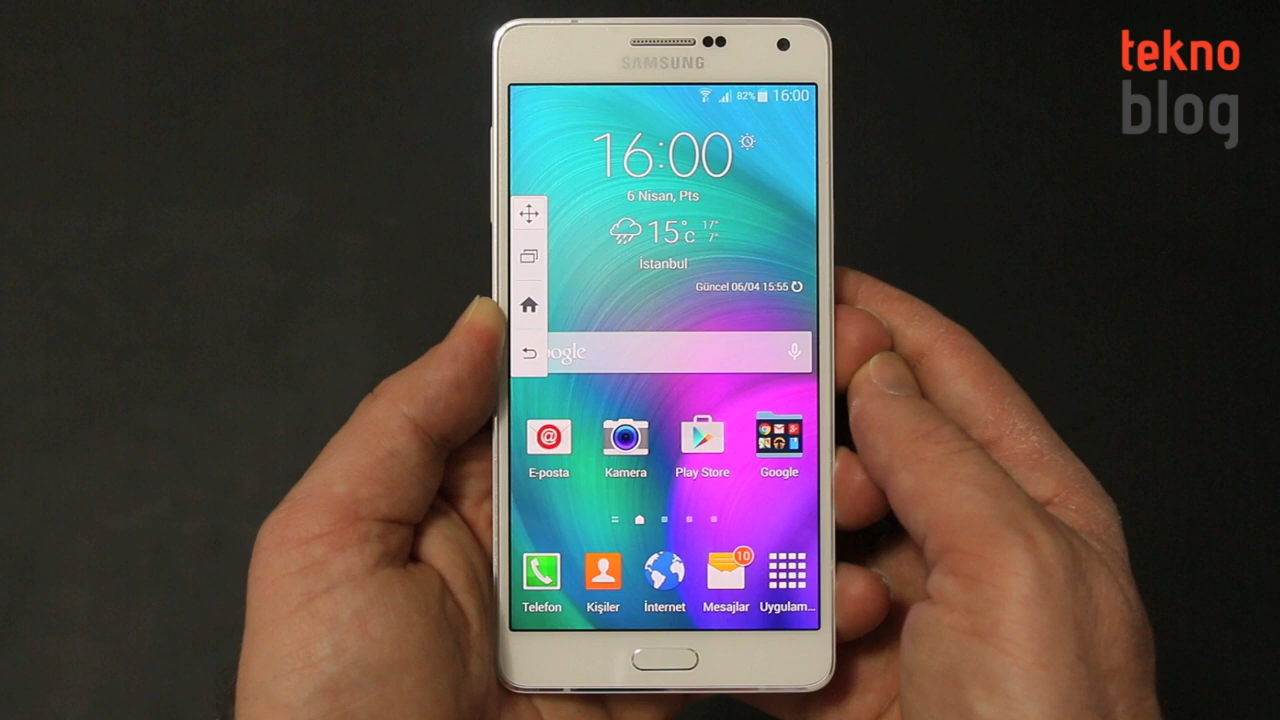 tekno
blog
SAMSUNG
82% 16:00
16:00
6 Nisan, Pts
15°c 17° 7°
İstanbul
Güncel 06/04 15:55
oogle
E-posta Kamera Play Store Google
10
Telefon Kişiler İnternet Mesajlar Uygulam...